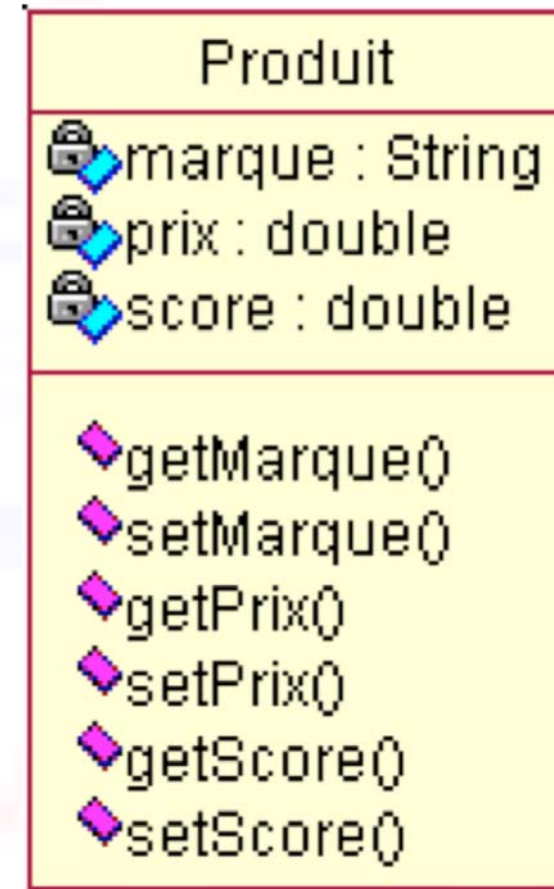 Produit
marque : String
prix : double
score : double
getMarque()
setMarque()
getPrix()
setPrix()
getScore()
setScore()